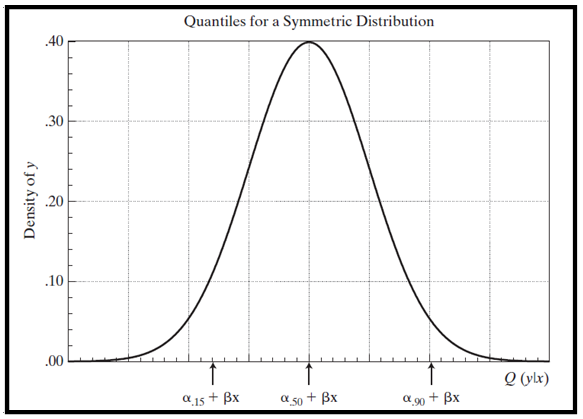 Quantiles for a Symmetric Distribution
.40
.30
.20
.10
.00
Density of y
Q (y|x)
α.15 + βx
α.50 + βx
α.90 + βx